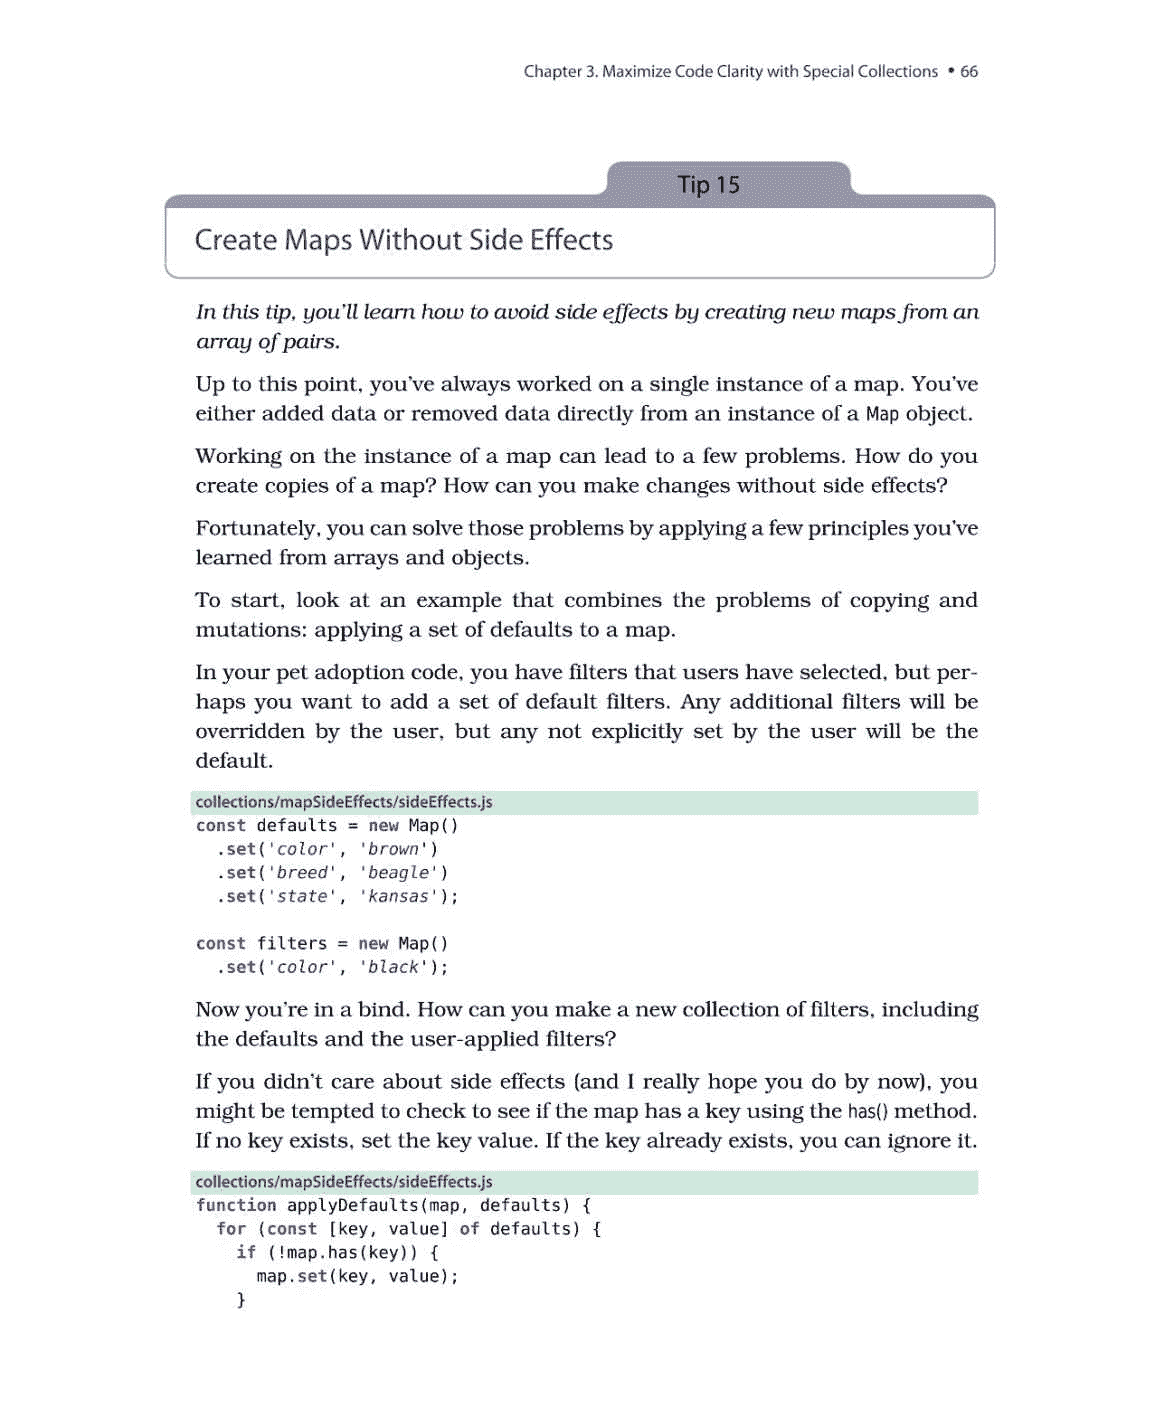 Chapter 3. Maximize Code Clarity with Special Collections • 66
Tip 15
Create Maps Without Side Effects
In this tip, you’ll learn how to avoid side effects by creating new maps from an
array of pairs.
Up to this point, you’ve always worked on a single instance of a map. You’ve
either added data or removed data directly from an instance of a Map object.
Working on the instance of a map can lead to a few problems. How do you
create copies of a map? How can you make changes without side effects?
Fortunately, you can solve those problems by applying a few principles you’ve
learned from arrays and objects.
To start, look at an example that combines the problems of copying and
mutations: applying a set of defaults to a map.
In your pet adoption code, you have filters that users have selected, but per-
haps you want to add a set of default filters. Any additional filters will be
overridden by the user, but any not explicitly set by the user will be the
default.
collections/mapSideEffects/sideEffects.js
const defaults = new Map()
  .set('color', 'brown')
  .set('breed', 'beagle')
  .set('state', 'kansas');
const filters = new Map()
  .set('color', 'black');
Now you’re in a bind. How can you make a new collection of filters, including
the defaults and the user-applied filters?
If you didn’t care about side effects (and I really hope you do by now), you
might be tempted to check to see if the map has a key using the has() method.
If no key exists, set the key value. If the key already exists, you can ignore it.
collections/mapSideEffects/sideEffects.js
function applyDefaults(map, defaults) {
  for (const [key, value] of defaults) {
    if (!map.has(key)) {
      map.set(key, value);
    }